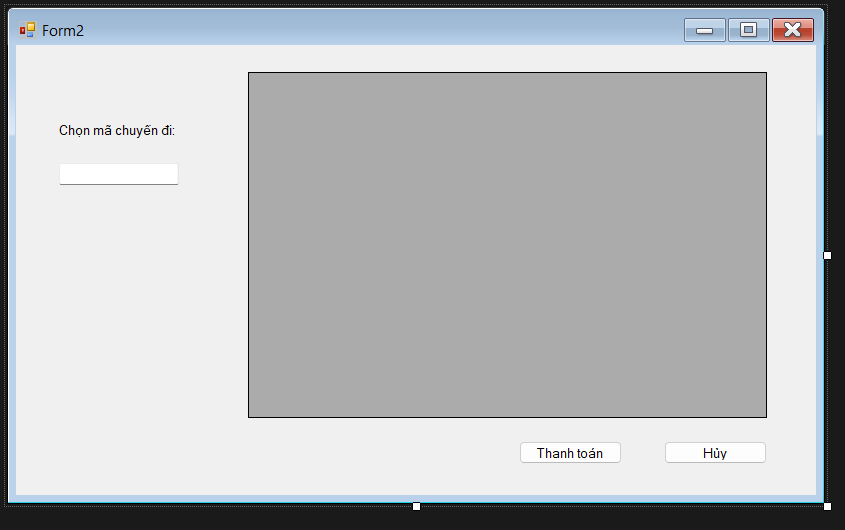 Form2
Chọn mã chuyến đi:
Thanh toán
Hủy